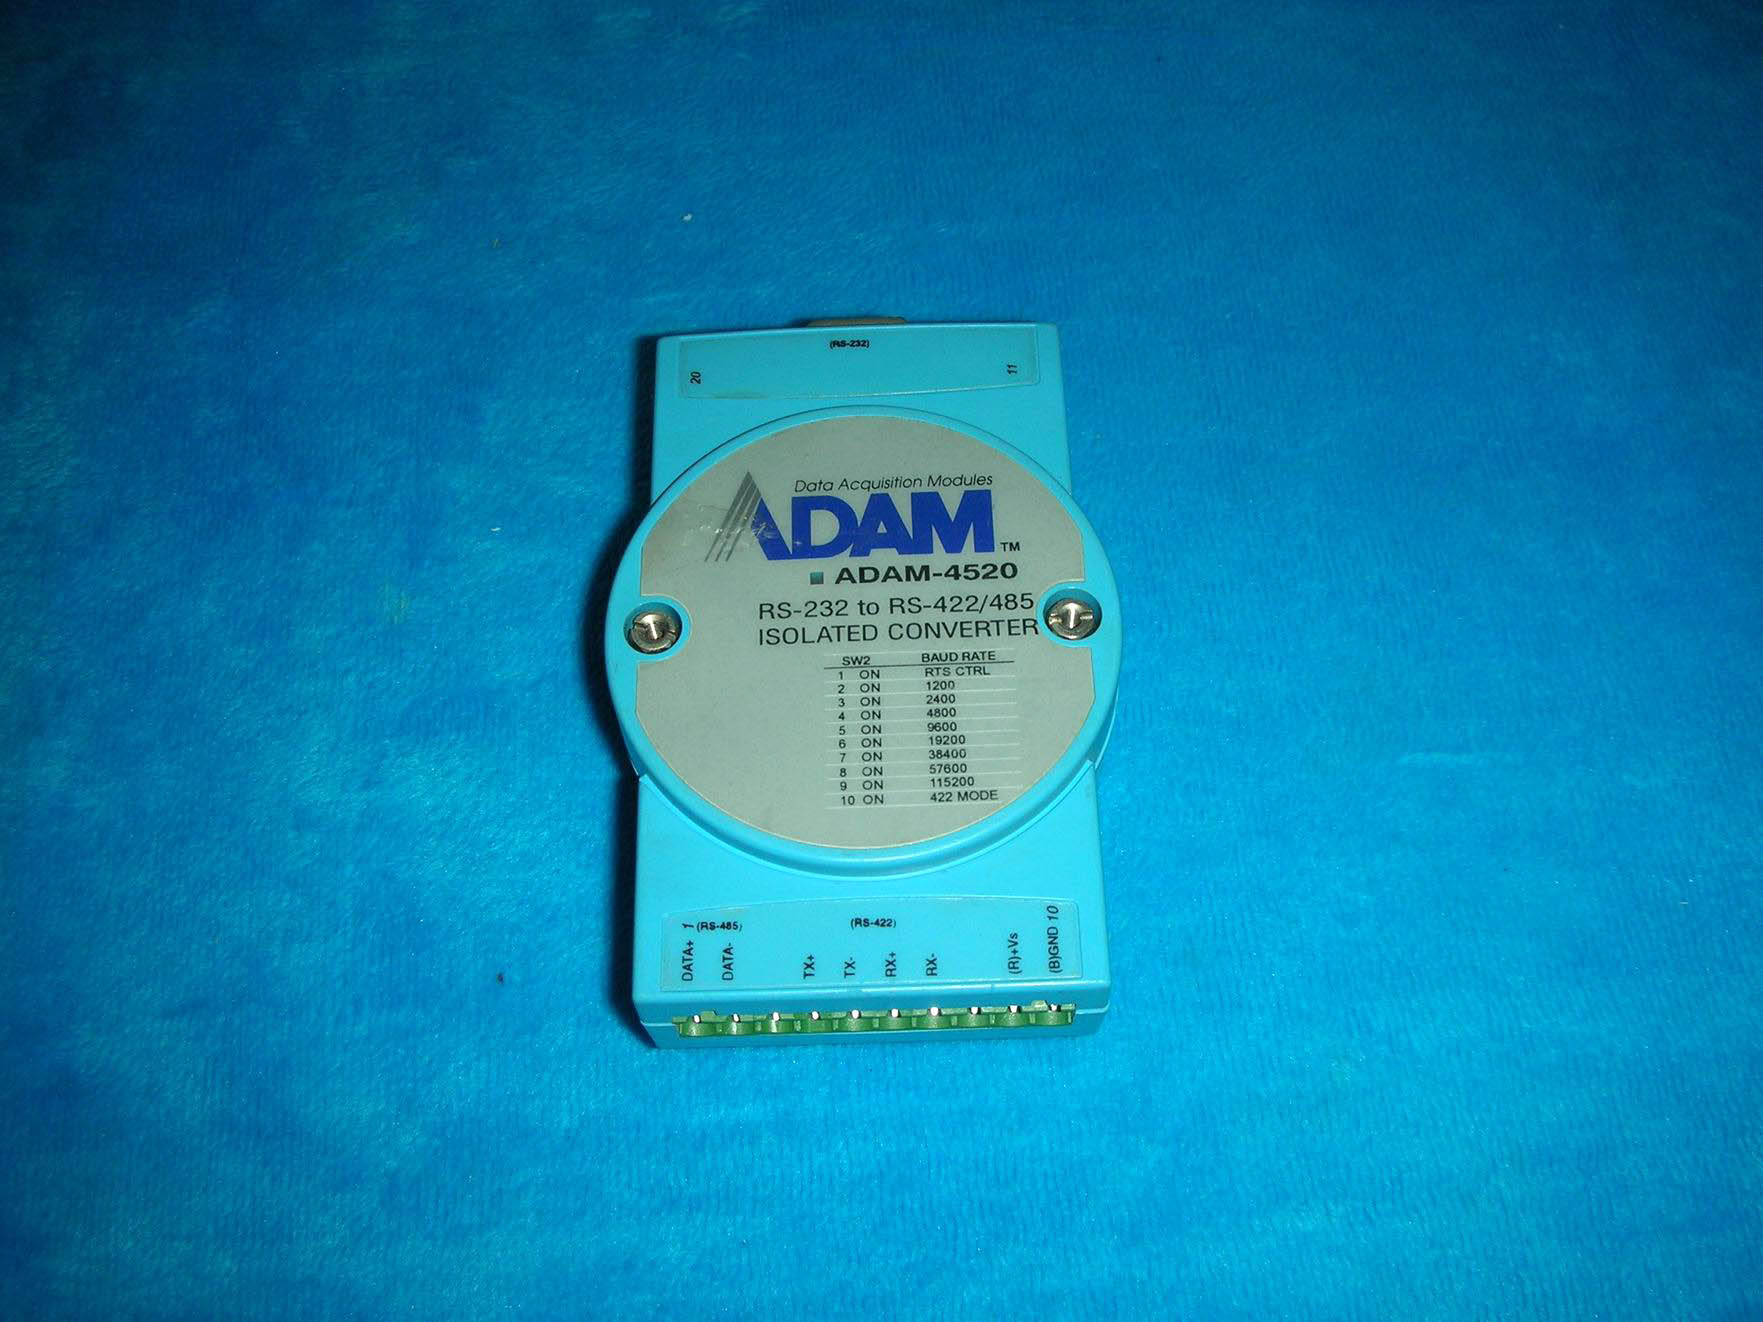 (RS-232)
20
11
Data Acquisition Modules
ADAM™
ADAM-4520
RS-232 to RS-422/485
ISOLATED CONVERTER
SW2 BAUD RATE
1 ON RTS CTRL
2 ON 1200
3 ON 2400
4 ON 4800
5 ON 9600
6 ON 19200
7 ON 38400
8 ON 57600
9 ON 115200
10 ON 422 MODE
1 (RS-485) (RS-422) 10
DATA+
DATA-
TX+
TX-
RX+
RX-
(R)+Vs
(B)GND